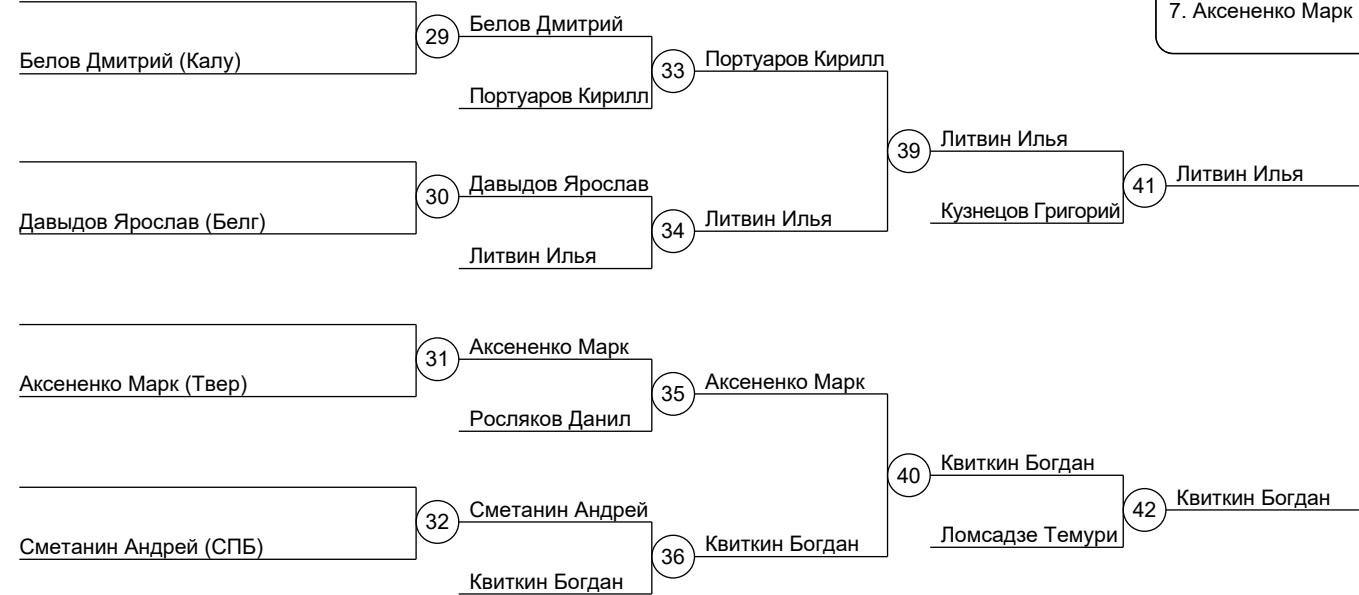 7. Аксененко Марк
29
Белов Дмитрий
Белов Дмитрий (Калу)
33
Портуаров Кирилл
Портуаров Кирилл
39
Литвин Илья
30
Давыдов Ярослав
41
Литвин Илья
Давыдов Ярослав (Белг)
34
Литвин Илья
Кузнецов Григорий
Литвин Илья
31
Аксененко Марк
Аксененко Марк (Твер)
35
Аксененко Марк
Росляков Данил
40
Квиткин Богдан
32
Сметанин Андрей
42
Квиткин Богдан
Сметанин Андрей (СПБ)
36
Квиткин Богдан
Ломсадзе Темури
Квиткин Богдан